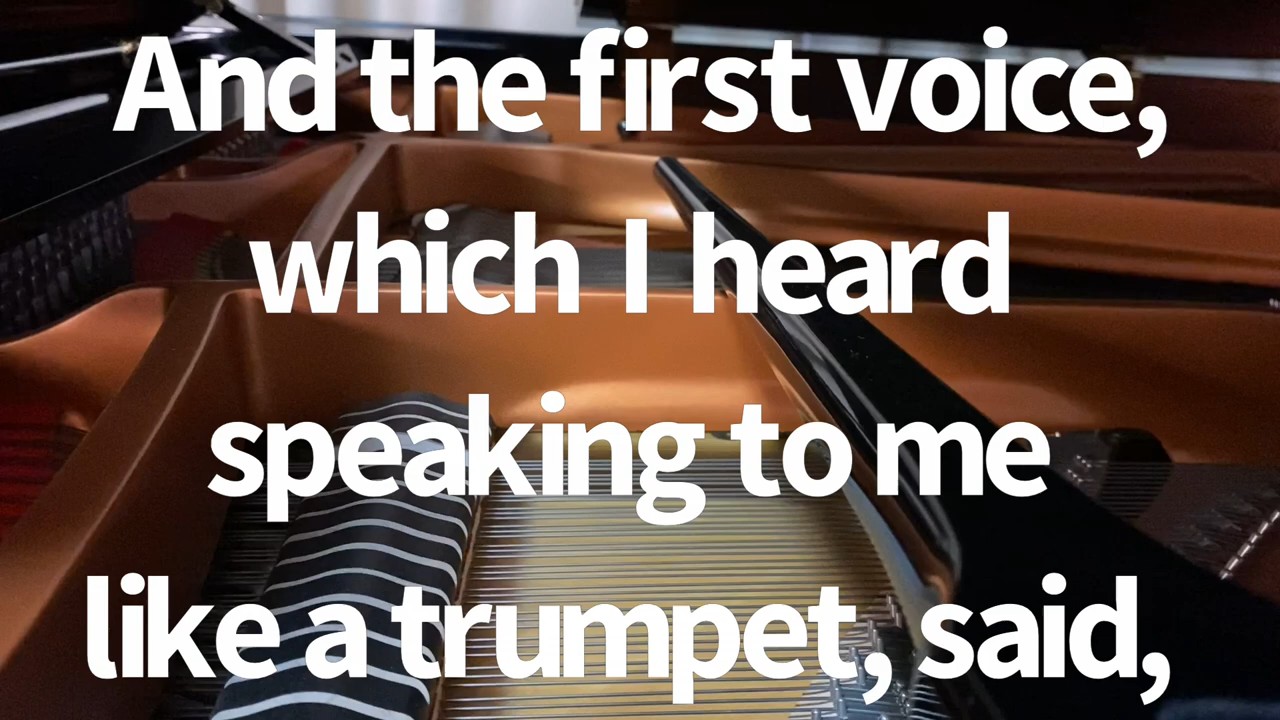 And the first voice,
which I heard
speaking to me
like a trumpet, said,